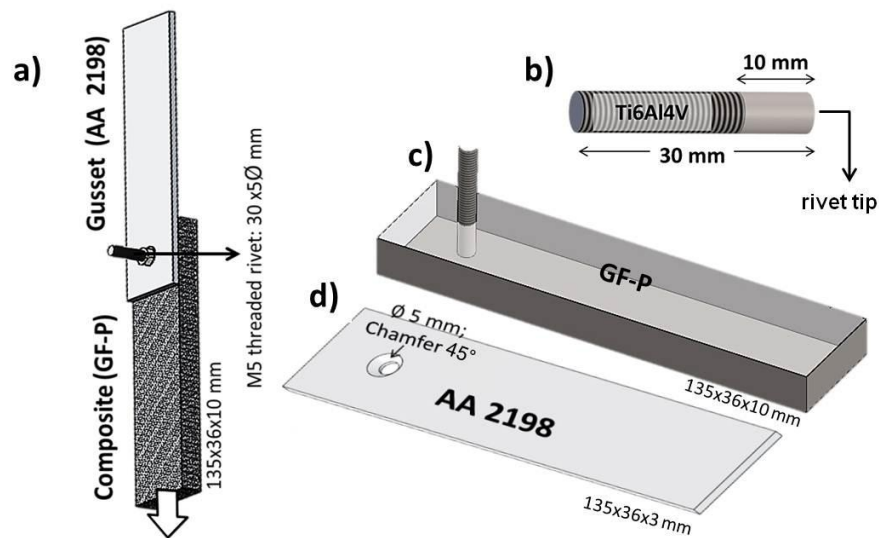 a)
Gusset (AA 2198)
Composite (GF-P)
135x36x10 mm
M5 threaded rivet: 30 x5Ø mm
b)
10 mm
Ti6Al4V
30 mm
rivet tip
c)
GF-P
135x36x10 mm
d)
Ø 5 mm;
Chamfer 45°
AA 2198
135x36x3 mm